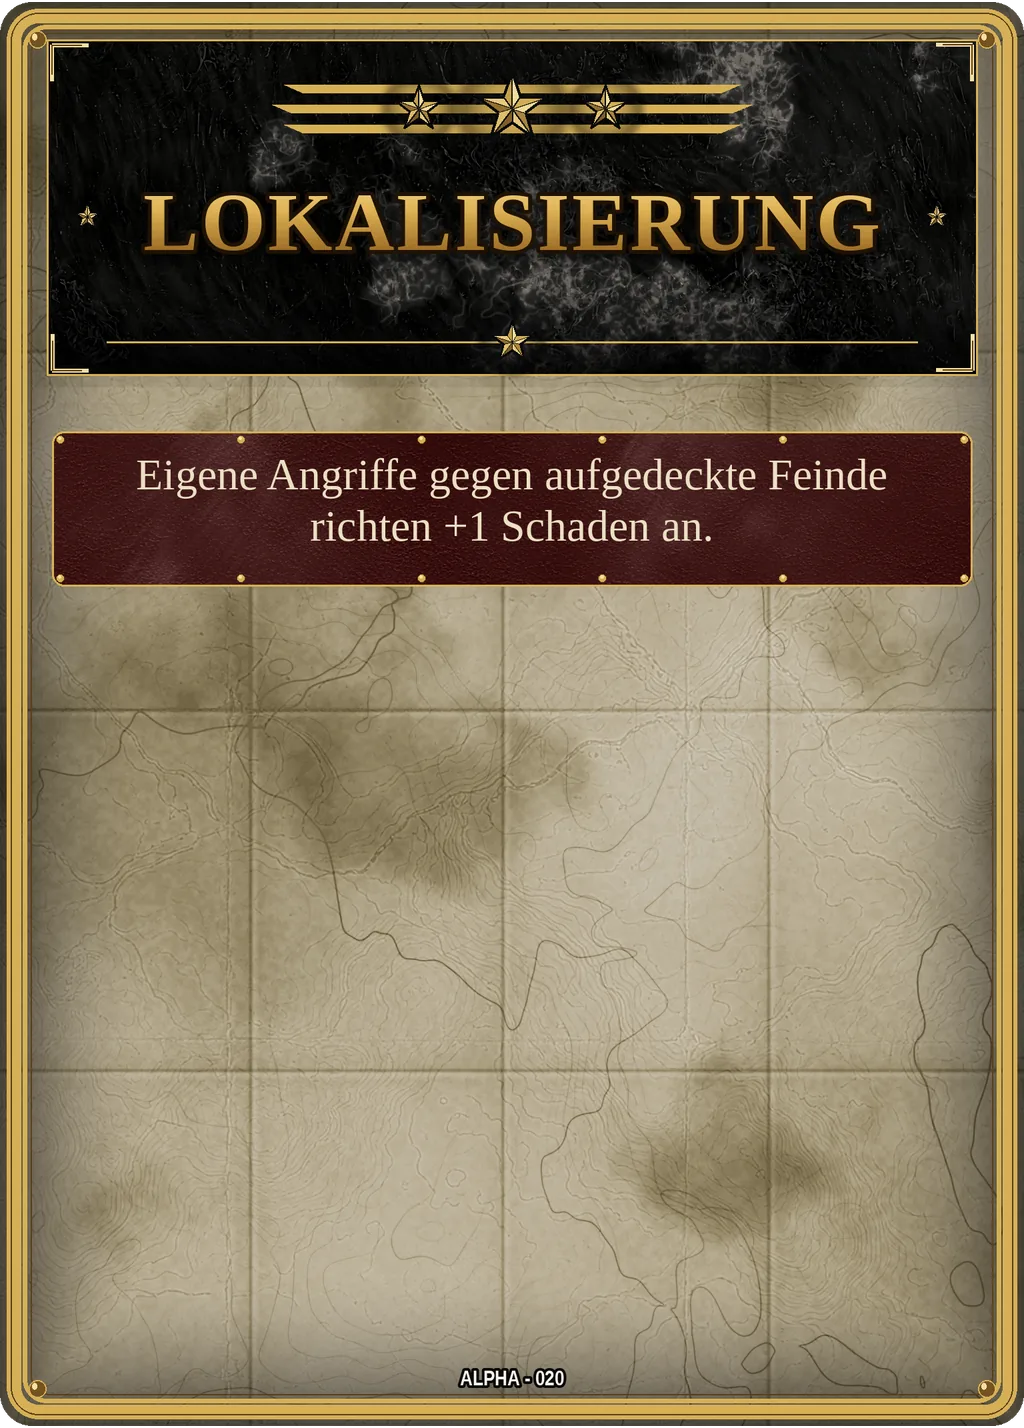 LOKALISIERUNG
Eigene Angriffe gegen aufgedeckte Feinde
richten +1 Schaden an.
ALPHA - 020